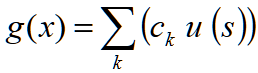 g(x) = ∑_k (c_k u (s))